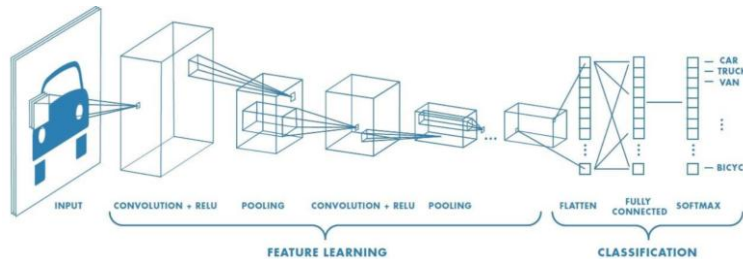 CAR
TRUCK
VAN
BICYC
INPUT CONVOLUTION + RELU POOLING CONVOLUTION + RELU POOLING FLATTEN FULLY CONNECTED SOFTMAX
FEATURE LEARNING CLASSIFICATION